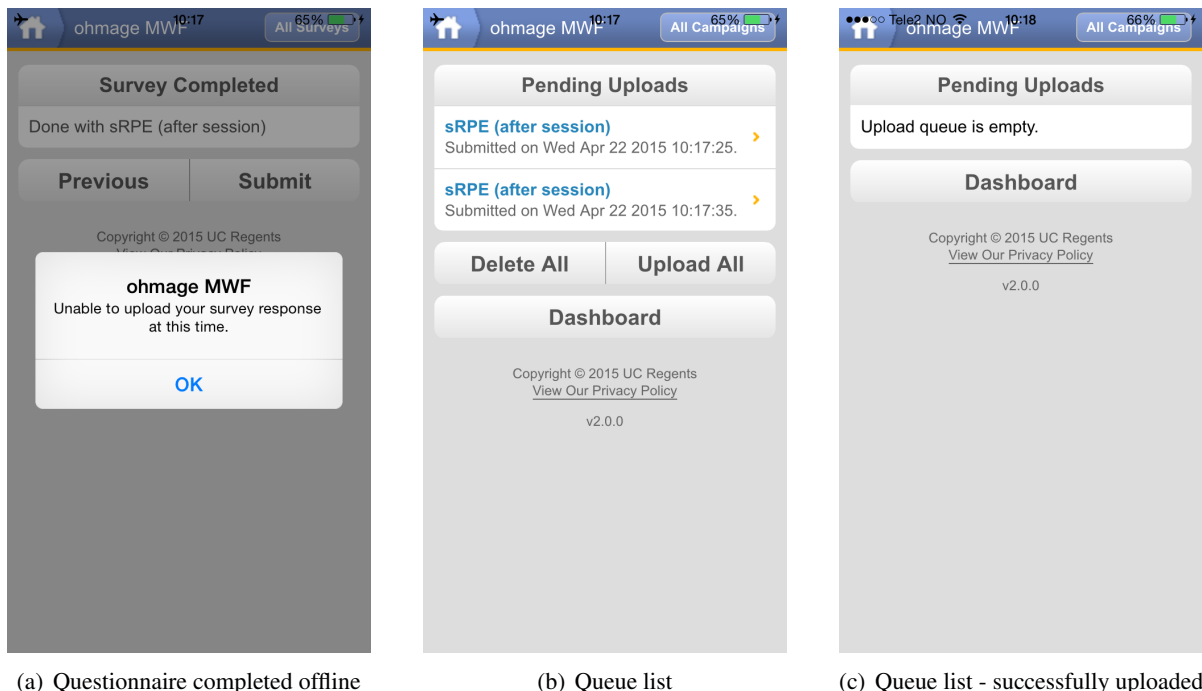 10:17
65%
ohmage MWF
All Surveys
Survey Completed
Done with sRPE (after session)
Previous
Submit
Copyright © 2015 UC Regents
View Our Privacy Policy
ohmage MWF
Unable to upload your survey response
at this time.
OK
(a) Questionnaire completed offline
10:17
65%
ohmage MWF
All Campaigns
Pending Uploads
sRPE (after session)
Submitted on Wed Apr 22 2015 10:17:25.
sRPE (after session)
Submitted on Wed Apr 22 2015 10:17:35.
Delete All
Upload All
Dashboard
Copyright © 2015 UC Regents
View Our Privacy Policy
v2.0.0
(b) Queue list
Tele2 NO
10:18
66%
ohmage MWF
All Campaigns
Pending Uploads
Upload queue is empty.
Dashboard
Copyright © 2015 UC Regents
View Our Privacy Policy
v2.0.0
(c) Queue list - successfully uploaded